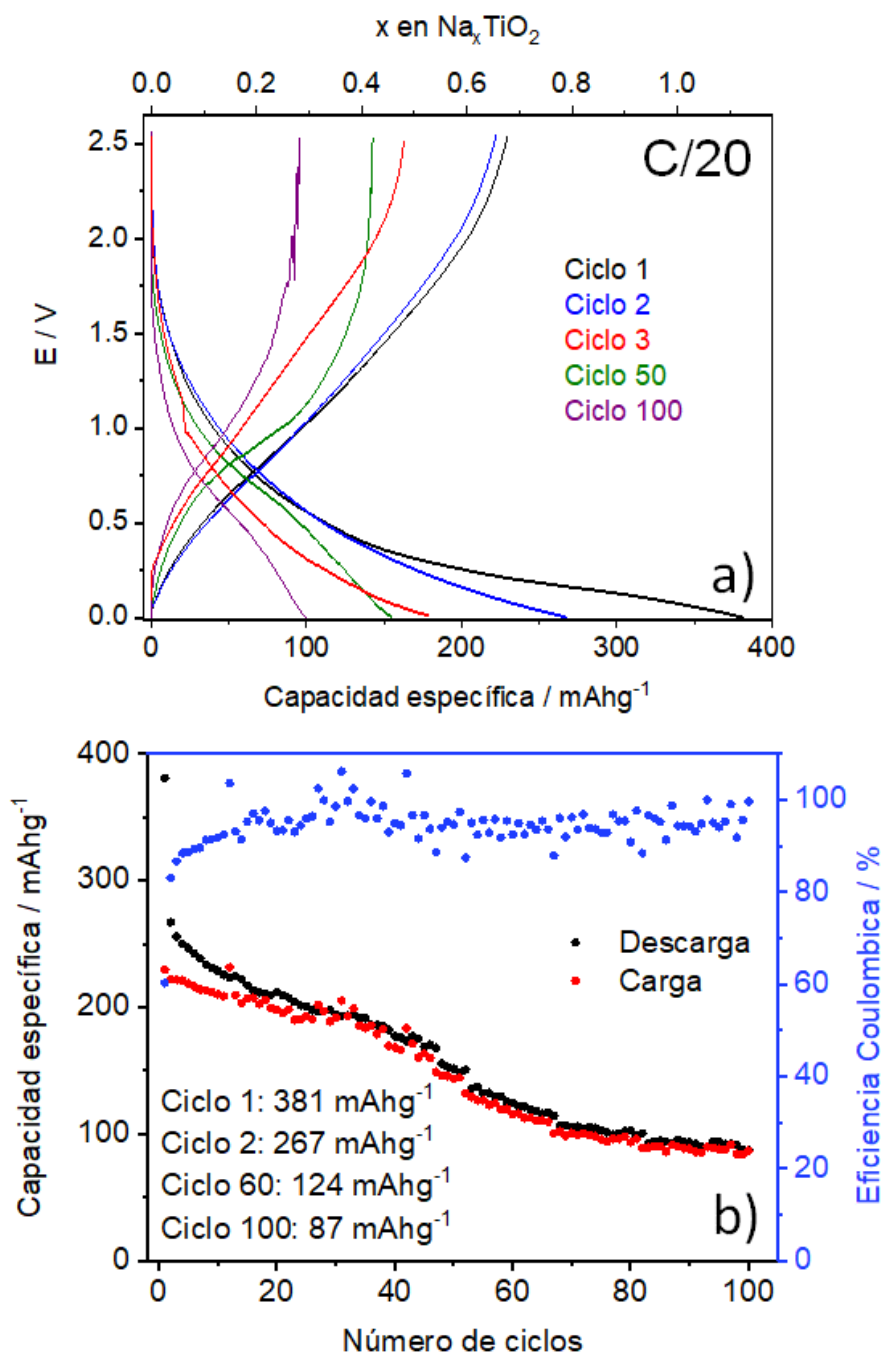 x en NaₓTiO₂
0.0 0.2 0.4 0.6 0.8 1.0
2.5
2.0
1.5
1.0
0.5
0.0
E / V
C/20
Ciclo 1
Ciclo 2
Ciclo 3
Ciclo 50
Ciclo 100
a)
0 100 200 300 400
Capacidad específica / mAhg⁻¹
400
300
200
100
0
Capacidad específica / mAhg⁻¹
100
80
60
40
20
0
Eficiencia Coulombica / %
Descarga
Carga
Ciclo 1: 381 mAhg⁻¹
Ciclo 2: 267 mAhg⁻¹
Ciclo 60: 124 mAhg⁻¹
Ciclo 100: 87 mAhg⁻¹
b)
0 20 40 60 80 100
Número de ciclos